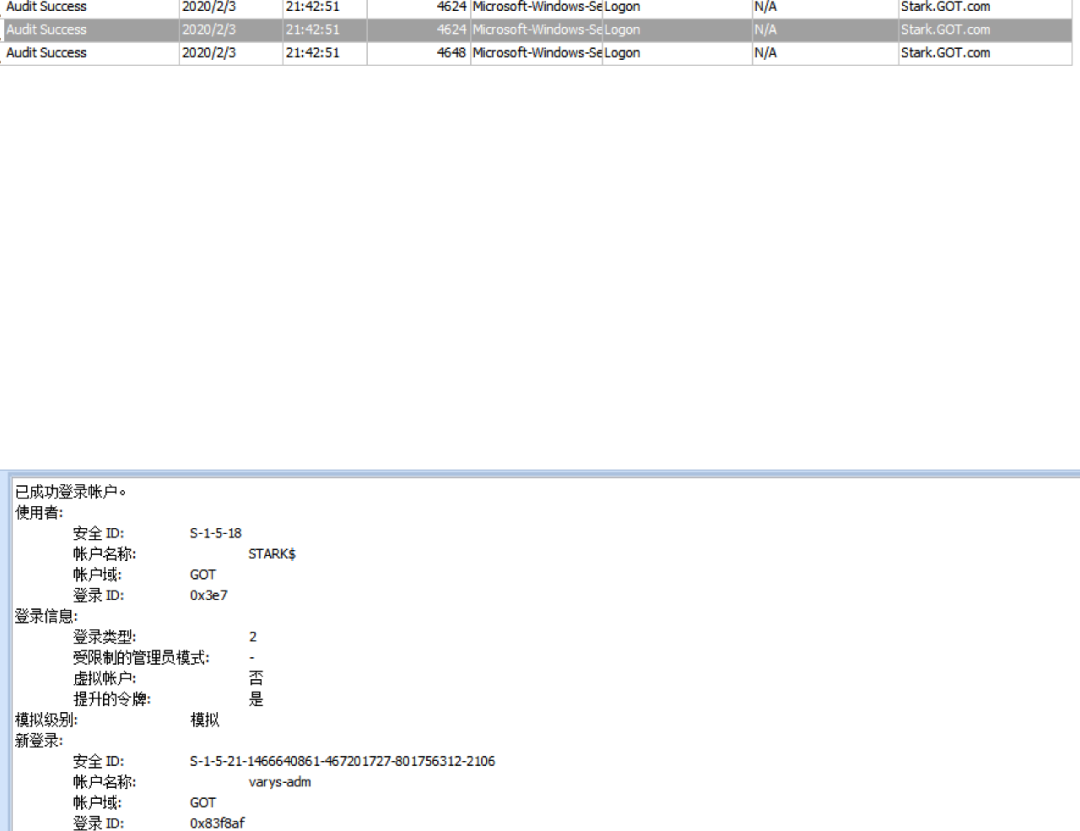 Audit Success 2020/2/3 21:42:51 4624 Microsoft-Windows-Se Logon N/A Stark.GOT.com
Audit Success 2020/2/3 21:42:51 4624 Microsoft-Windows-Se Logon N/A Stark.GOT.com
Audit Success 2020/2/3 21:42:51 4648 Microsoft-Windows-Se Logon N/A Stark.GOT.com
已成功登录帐户。
使用者:
安全 ID: S-1-5-18
帐户名称: STARK$
帐户域: GOT
登录 ID: 0x3e7
登录信息:
登录类型: 2
受限制的管理员模式: -
虚拟帐户: 否
提升的令牌: 是
模拟级别: 模拟
新登录:
安全 ID: S-1-5-21-1466640861-467201727-801756312-2106
帐户名称: varys-adm
帐户域: GOT
登录 ID: 0x83f8af